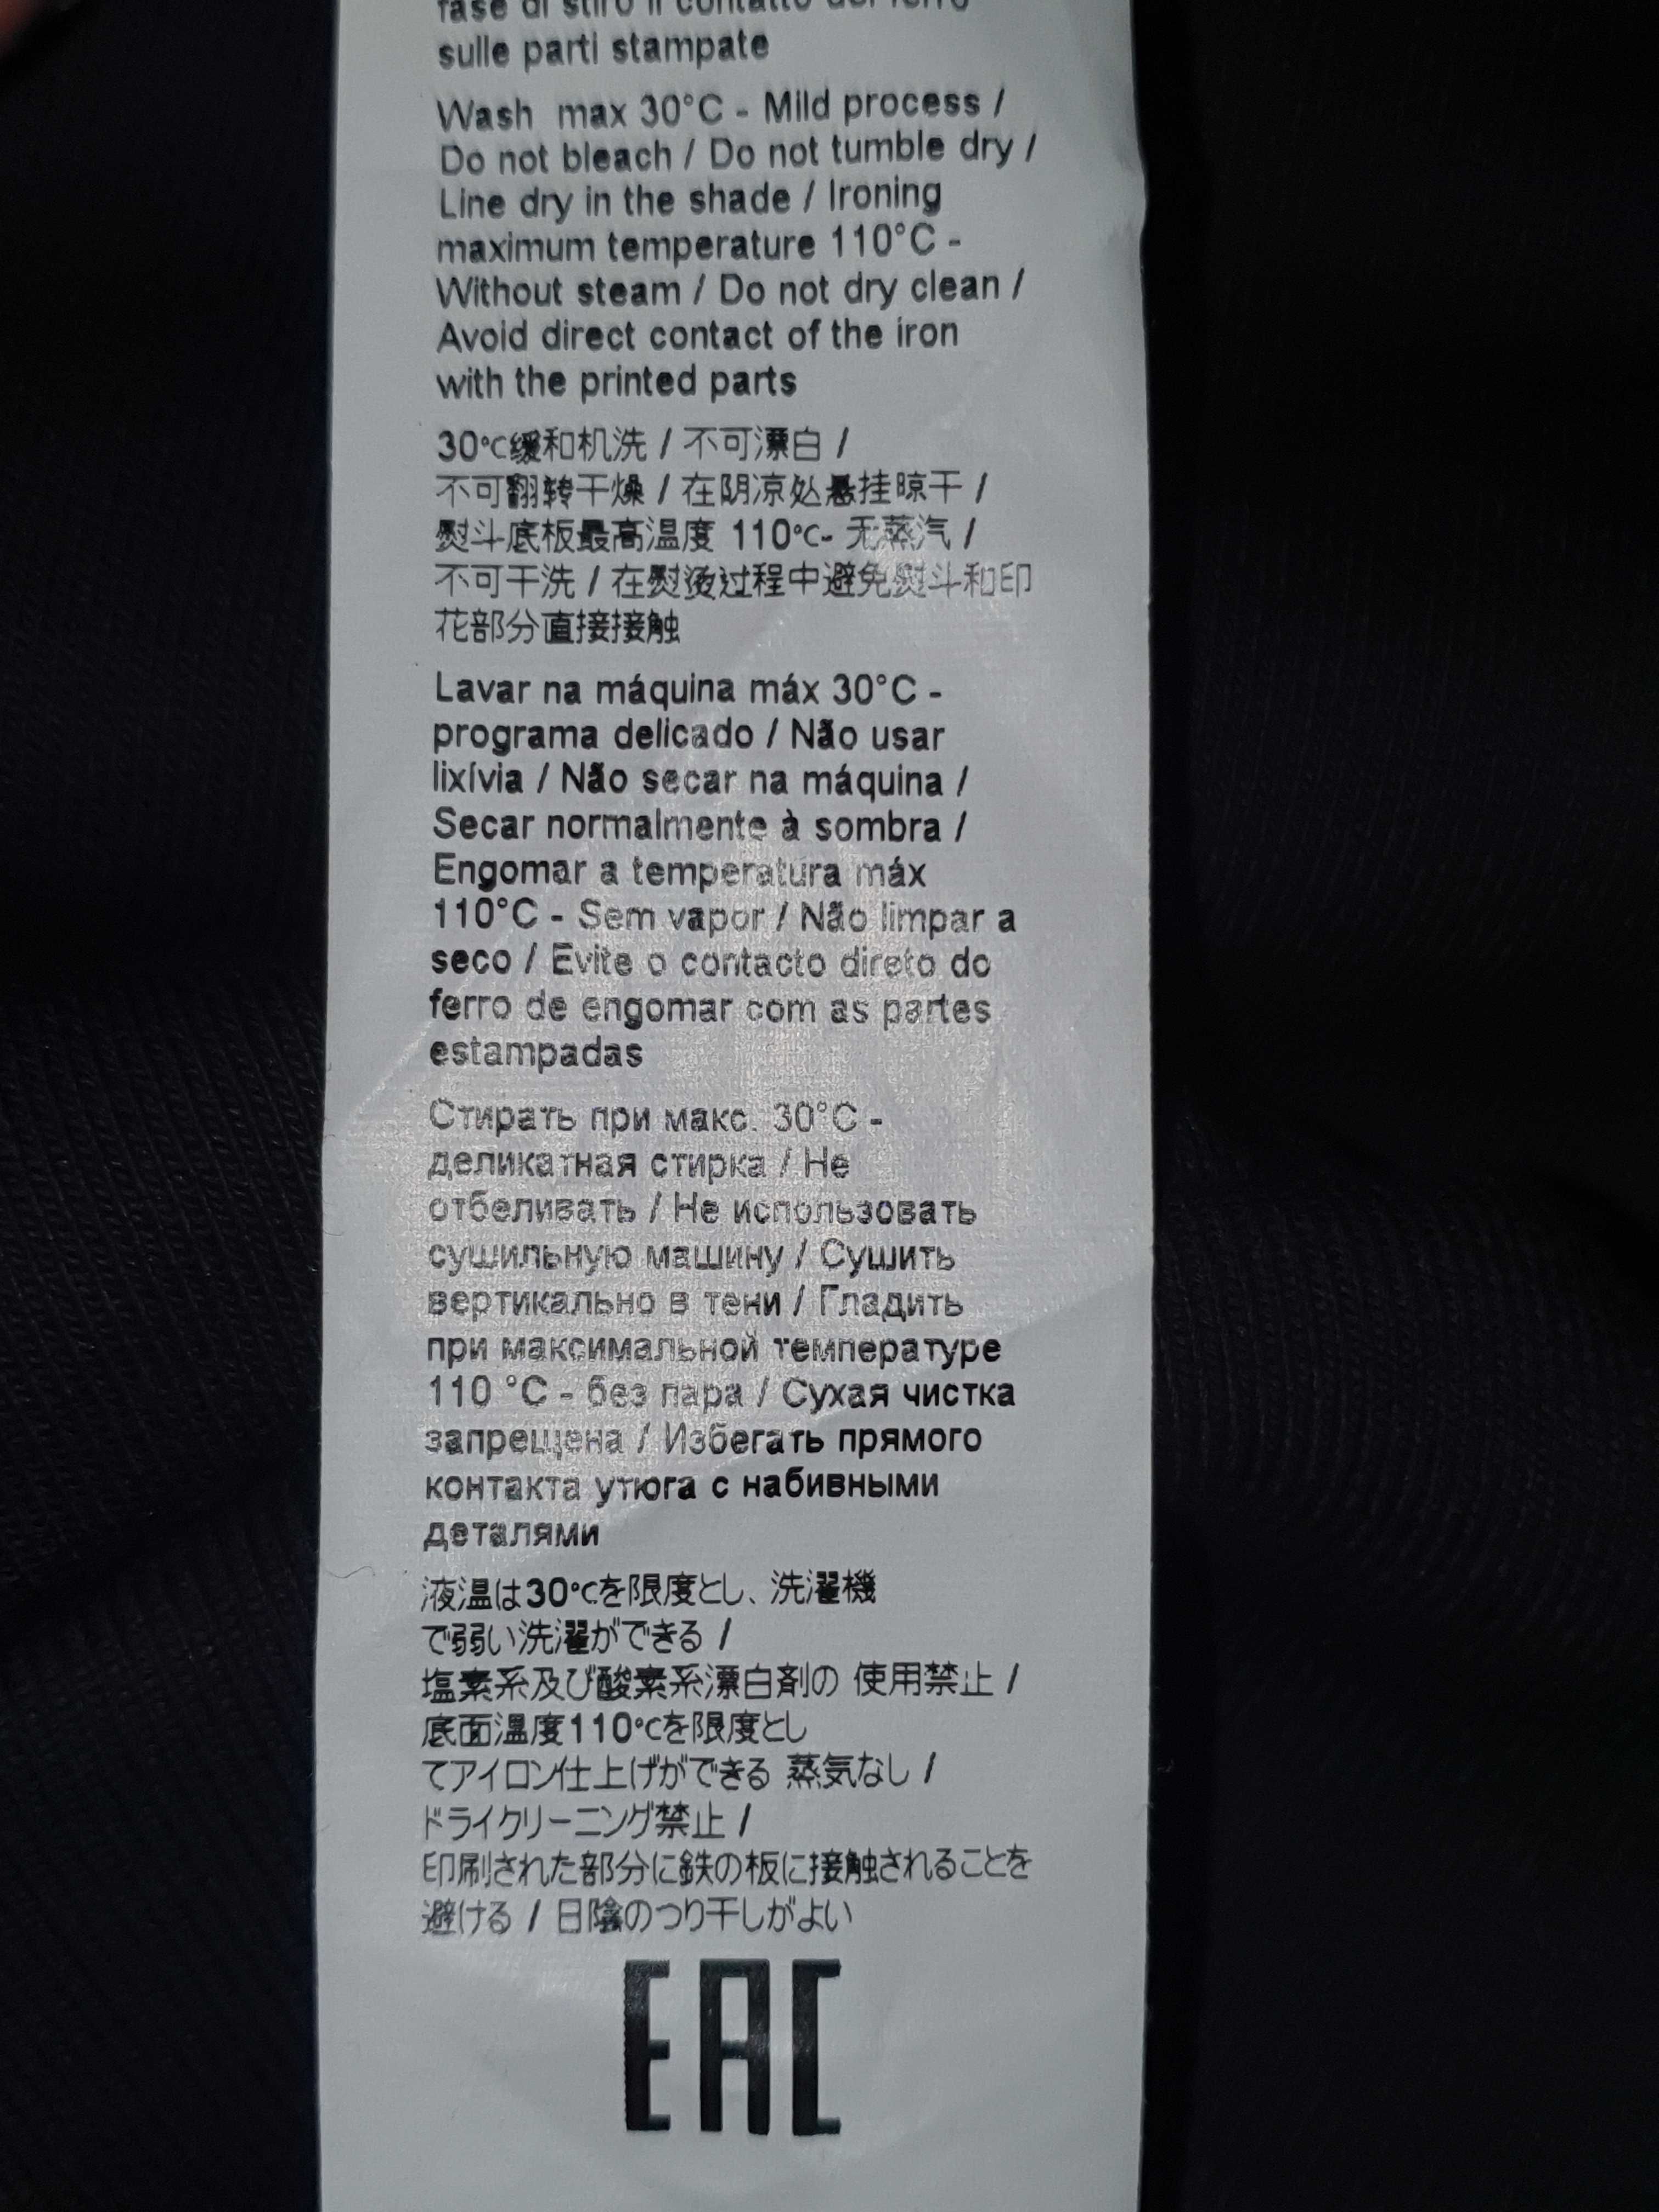 fase di stiro il contatto del ferro
sulle parti stampate
Wash max 30°C - Mild process /
Do not bleach / Do not tumble dry /
Line dry in the shade / Ironing
maximum temperature 110°C -
Without steam / Do not dry clean /
Avoid direct contact of the iron
with the printed parts
30°C缓和机洗 / 不可漂白 /
不可翻转干燥 / 在阴凉处悬挂晾干 /
熨斗底板最高温度 110°C- 无蒸汽 /
不可干洗 / 在熨烫过程中避免熨斗和印
花部分直接接触
Lavar na máquina máx 30°C -
programa delicado / Não usar
lixívia / Não secar na máquina /
Secar normalmente à sombra /
Engomar a temperatura máx
110°C - Sem vapor / Não limpar a
seco / Evite o contacto direto do
ferro de engomar com as partes
estampadas
Стирать при макс. 30°C -
деликатная стирка / Не
отбеливать / Не использовать
сушильную машину / Сушить
вертикально в тени / Гладить
при максимальной температуре
110 °C - без пара / Сухая чистка
запрещена / Избегать прямого
контакта утюга с набивными
деталями
液温は30°Cを限度とし、洗濯機
で弱い洗濯ができる /
塩素系及び酸素系漂白剤の 使用禁止 /
底面温度110°Cを限度とし
てアイロン仕上げができる 蒸気なし /
ドライクリーニング禁止 /
印刷された部分に鉄の板に接触されることを
避ける / 日陰のつり干しがよい
EAC